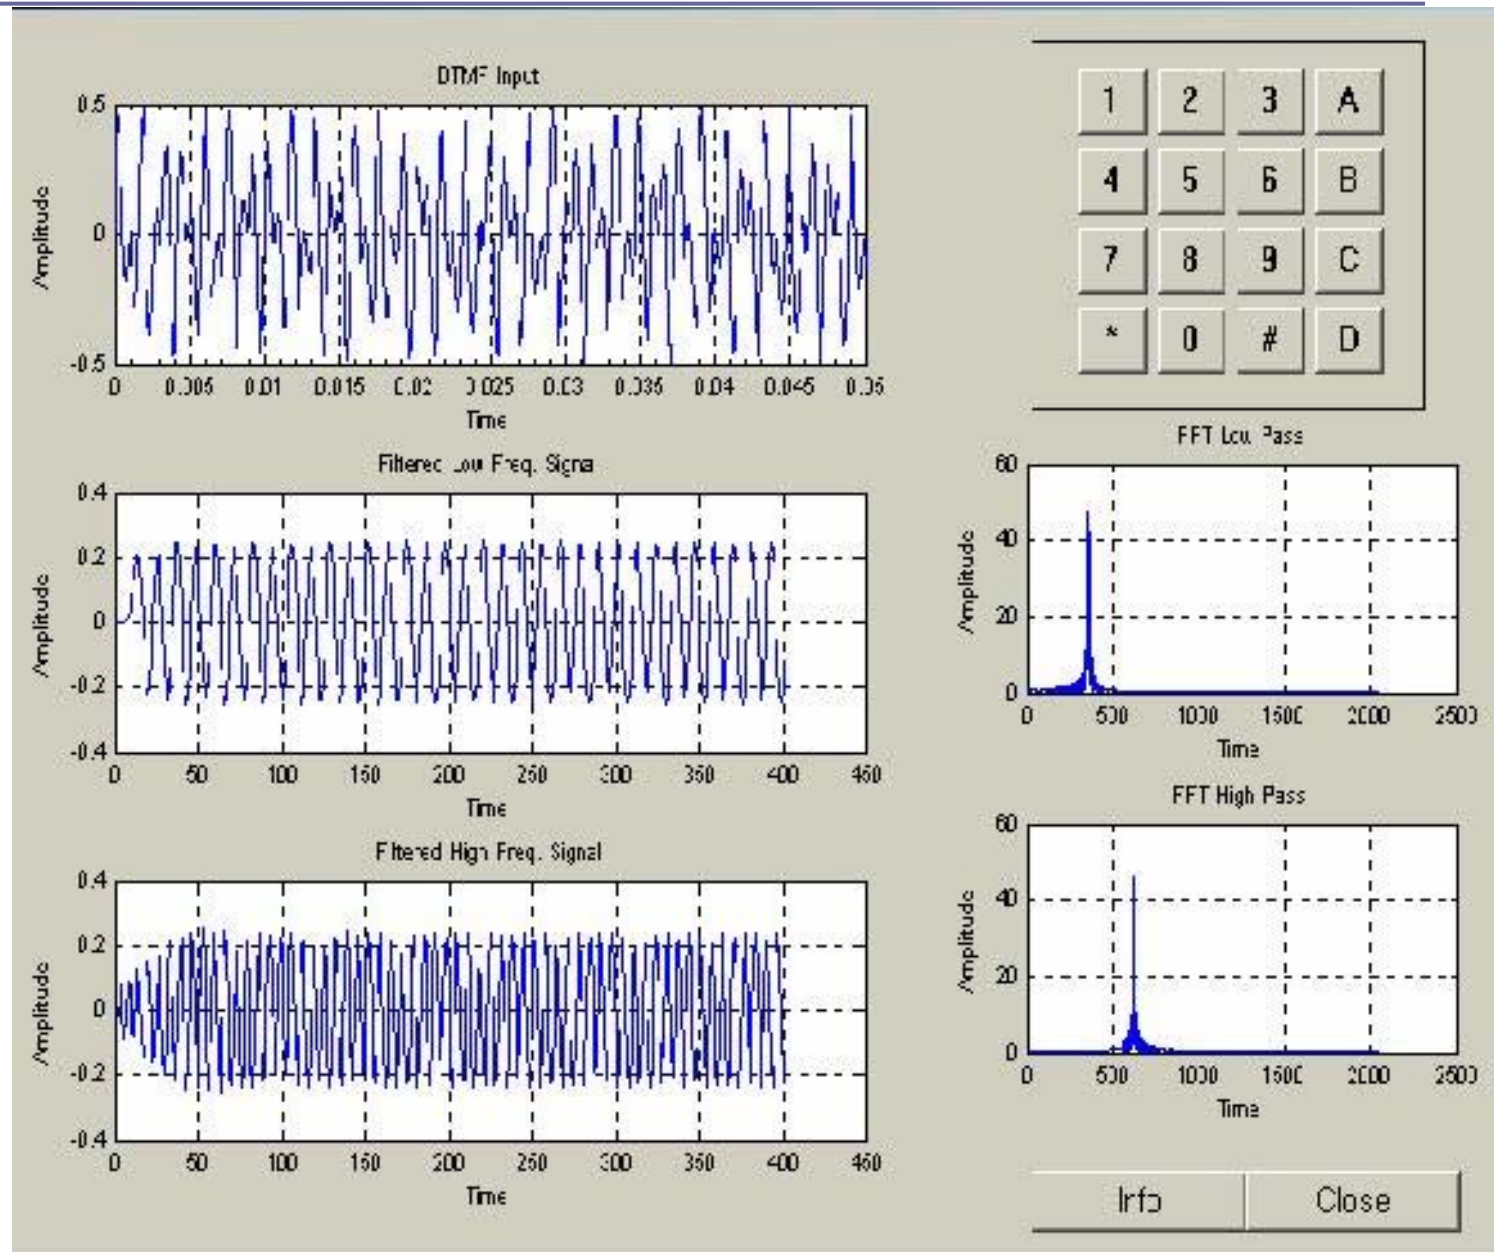 DTMF Input
0.5
0
-0.5
Amplitude
0 0.005 0.01 0.015 0.02 0.025 0.03 0.035 0.04 0.045 0.05
Time
1 2 3 A
4 5 6 B
7 8 9 C
* 0 # D
Filtered Low Freq. Signal
0.4
0.2
0
-0.2
-0.4
Amplitude
0 50 100 150 200 250 300 350 400 450
Time
FFT Low Pass
60
40
20
0
Amplitude
0 500 1000 1500 2000 2500
Time
Filtered High Freq. Signal
0.4
0.2
0
-0.2
-0.4
Amplitude
0 50 100 150 200 250 300 350 400 450
Time
FFT High Pass
60
40
20
0
Amplitude
0 500 1000 1500 2000 2500
Time
Info Close